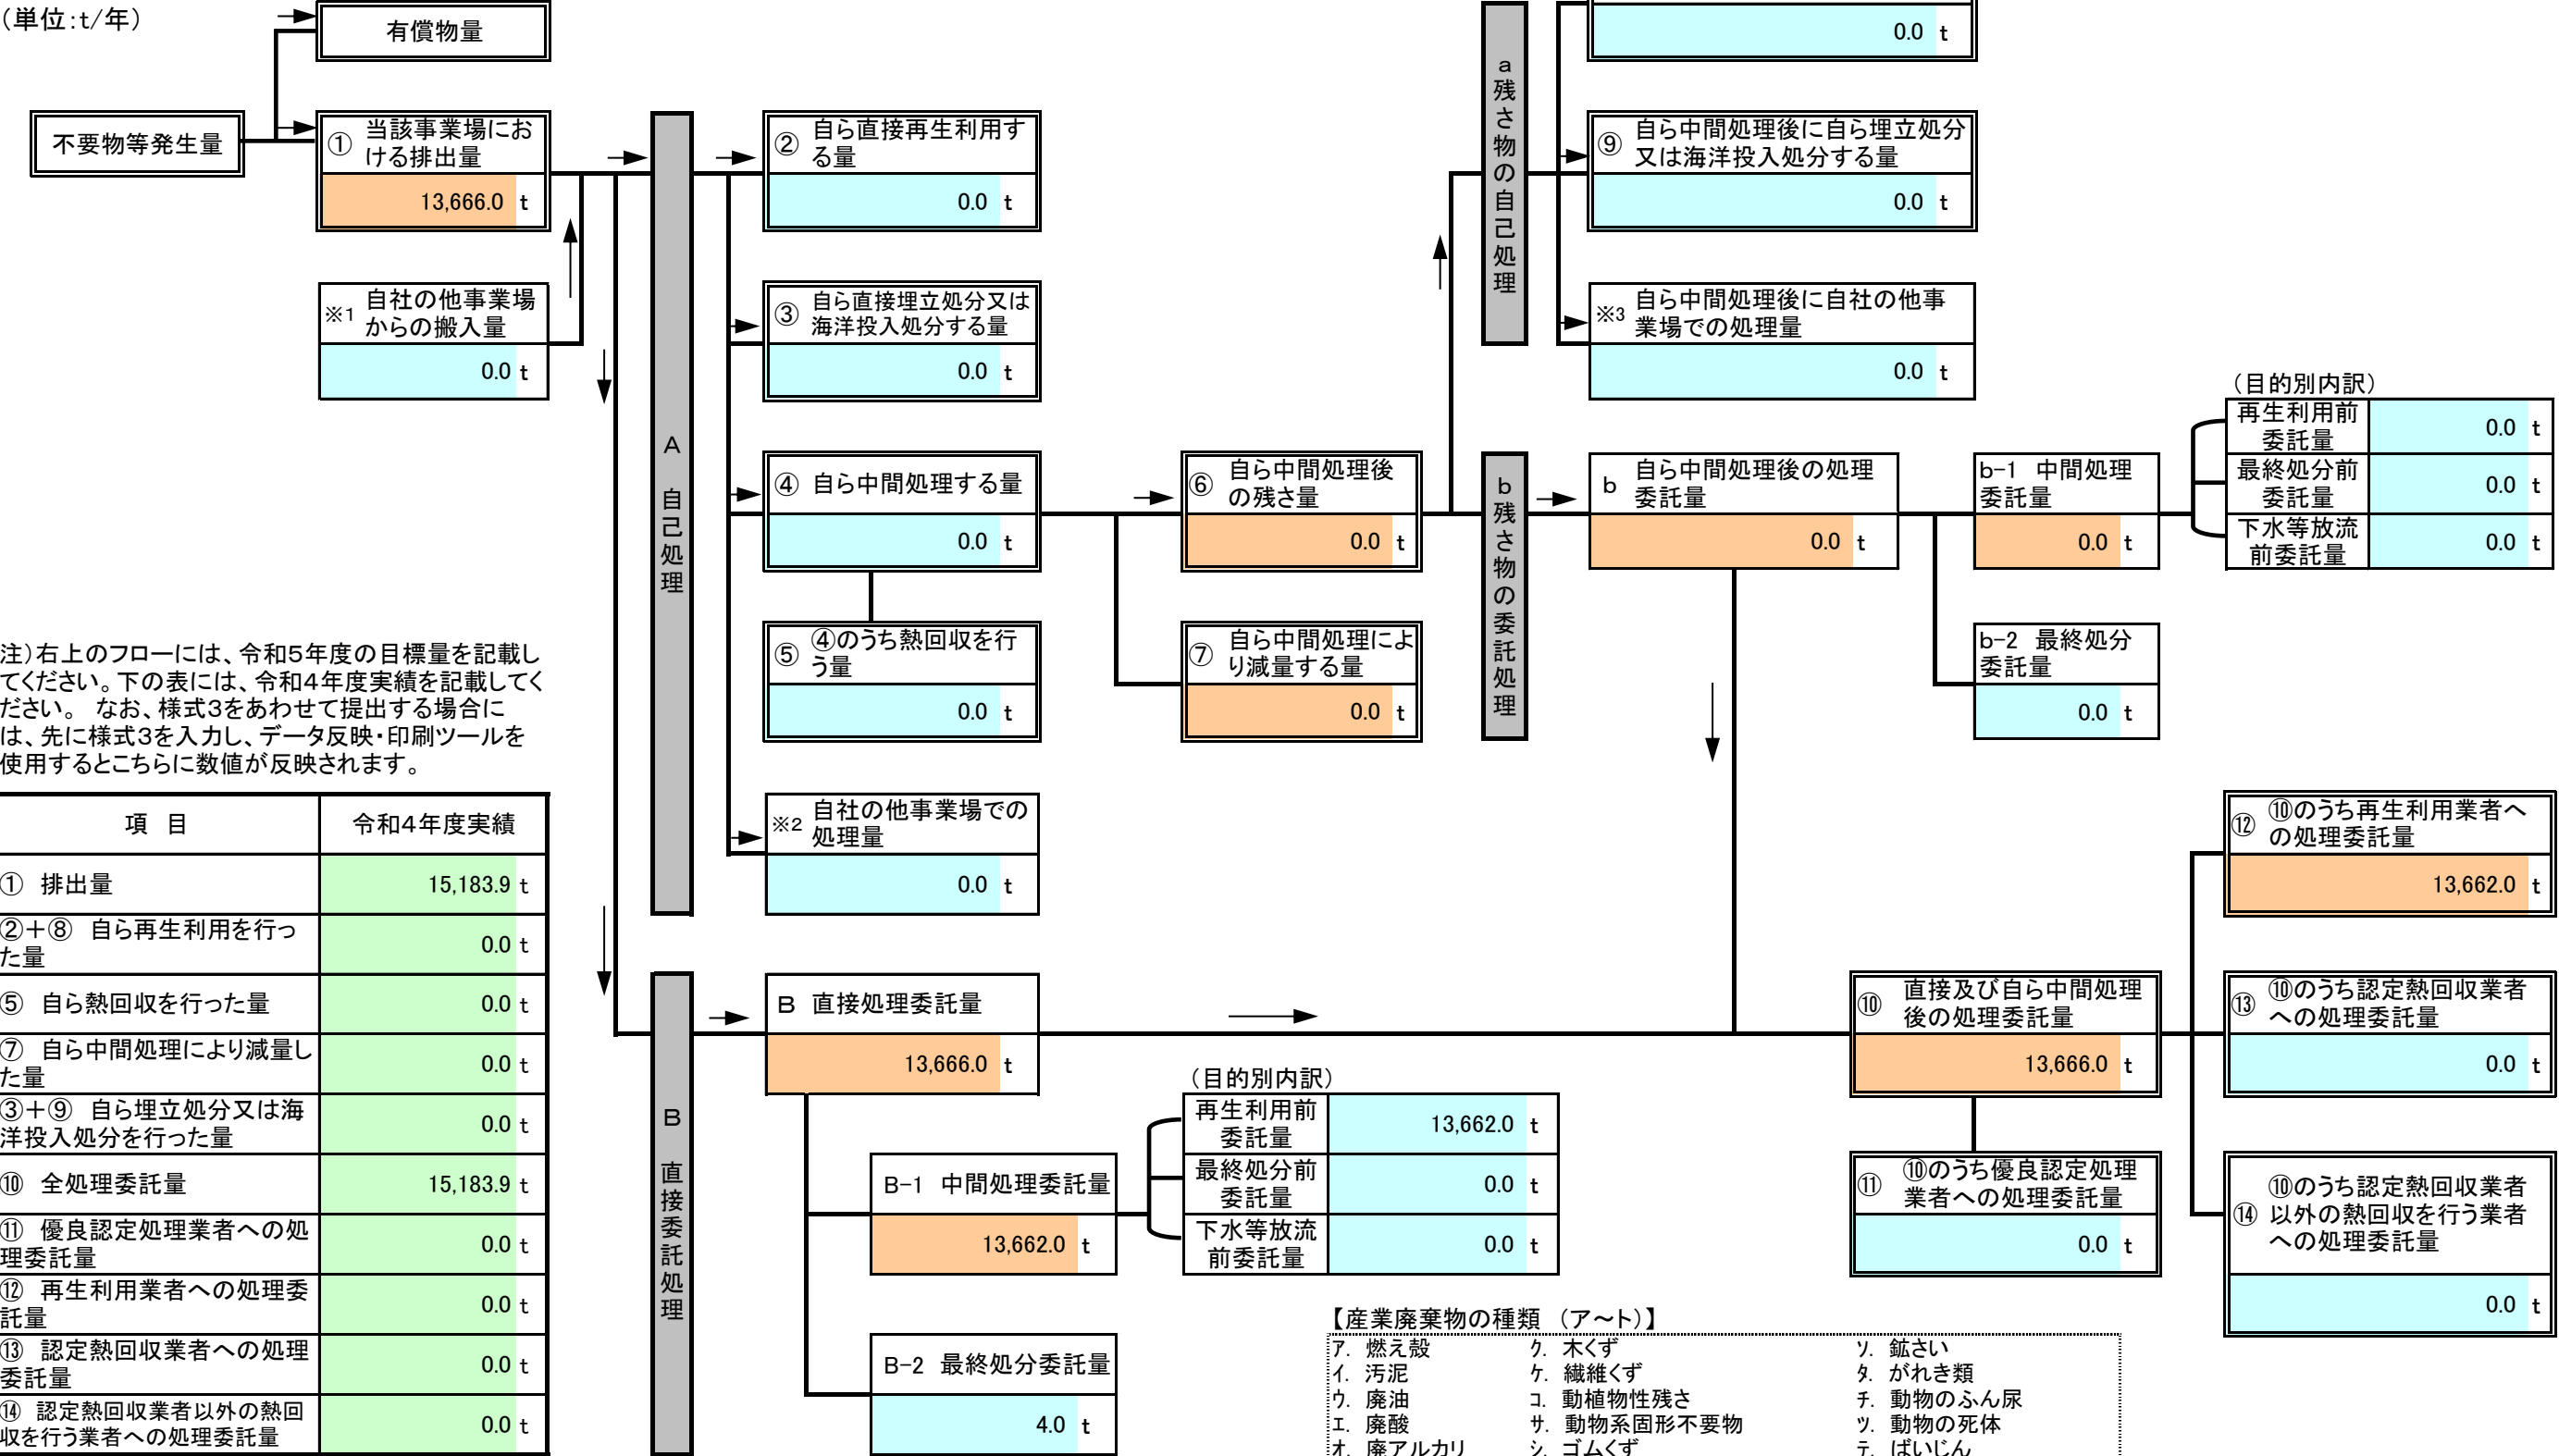 （単位：t/年）
有償物量
不要物等発生量
① 当該事業場にお
ける排出量
13,666.0 t
※1 自社の他事業場
からの搬入量
0.0 t
A 自己処理
② 自ら直接再生利用す
る量
0.0 t
③ 自ら直接埋立処分又は
海洋投入処分する量
0.0 t
④ 自ら中間処理する量
0.0 t
⑤ ④のうち熱回収を行
う量
0.0 t
※2 自社の他事業場での
処理量
0.0 t
⑥ 自ら中間処理後
の残さ量
0.0 t
⑦ 自ら中間処理によ
り減量する量
0.0 t
a 残さ物の自己処理
0.0 t
⑨ 自ら中間処理後に自ら埋立処分
又は海洋投入処分する量
0.0 t
※3 自ら中間処理後に自社の他事
業場での処理量
0.0 t
b 残さ物の委託処理
b 自ら中間処理後の処理
委託量
0.0 t
b-1 中間処理
委託量
0.0 t
b-2 最終処分
委託量
0.0 t
（目的別内訳）
再生利用前
委託量
0.0 t
最終処分前
委託量
0.0 t
下水等放流
前委託量
0.0 t
注）右上のフローには、令和5年度の目標量を記載し
てください。下の表には、令和4年度実績を記載してく
ださい。 なお、様式3をあわせて提出する場合に
は、先に様式3を入力し、データ反映・印刷ツールを
使用するとこちらに数値が反映されます。
項 目 令和4年度実績
① 排出量 15,183.9 t
②＋⑧ 自ら再生利用を行っ
た量 0.0 t
⑤ 自ら熱回収を行った量 0.0 t
⑦ 自ら中間処理により減量し
た量 0.0 t
③＋⑨ 自ら埋立処分又は海
洋投入処分を行った量 0.0 t
⑩ 全処理委託量 15,183.9 t
⑪ 優良認定処理業者への処
理委託量 0.0 t
⑫ 再生利用業者への処理委
託量 0.0 t
⑬ 認定熱回収業者への処理
委託量 0.0 t
⑭ 認定熱回収業者以外の熱回
収を行う業者への処理委託量 0.0 t
B 直接委託処理
B 直接処理委託量
13,666.0 t
B-1 中間処理委託量
13,662.0 t
B-2 最終処分委託量
4.0 t
（目的別内訳）
再生利用前
委託量
13,662.0 t
最終処分前
委託量
0.0 t
下水等放流
前委託量
0.0 t
⑩ 直接及び自ら中間処理
後の処理委託量
13,666.0 t
⑪ ⑩のうち優良認定処理
業者への処理委託量
0.0 t
⑫ ⑩のうち再生利用業者へ
の処理委託量
13,662.0 t
⑬ ⑩のうち認定熱回収業者
への処理委託量
0.0 t
⑭ ⑩のうち認定熱回収業者
以外の熱回収を行う業者
への処理委託量
0.0 t
【産業廃棄物の種類 （ア～ト）】
ア. 燃え殻 ク. 木くず ソ. 鉱さい
イ. 汚泥 ケ. 繊維くず タ. がれき類
ウ. 廃油 コ. 動植物性残さ チ. 動物のふん尿
エ. 廃酸 サ. 動物系固形不要物 ツ. 動物の死体
オ. 廃アルカリ シ. ゴムくず テ. ばいじん